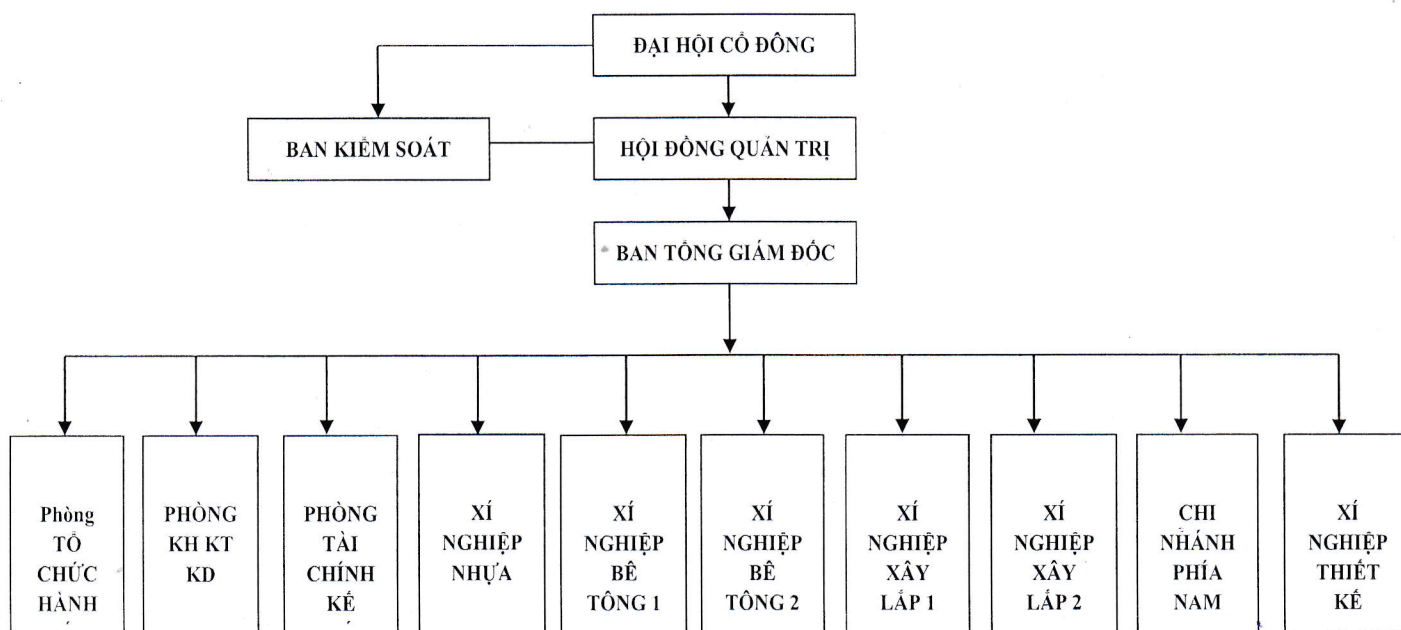 ĐẠI HỘI CỔ ĐÔNG
BAN KIỂM SOÁT
HỘI ĐỒNG QUẢN TRỊ
BAN TỔNG GIÁM ĐỐC
Phòng
TỔ
CHỨC
HÀNH
PHÒNG
KH KT
KD
PHÒNG
TÀI
CHÍNH
KẾ
XÍ
NGHIỆP
NHỰA
XÍ
NGHIỆP
BÊ
TÔNG 1
XÍ
NGHIỆP
BÊ
TÔNG 2
XÍ
NGHIỆP
XÂY
LẮP 1
XÍ
NGHIỆP
XÂY
LẮP 2
CHI
NHÁNH
PHÍA
NAM
XÍ
NGHIỆP
THIẾT
KẾ